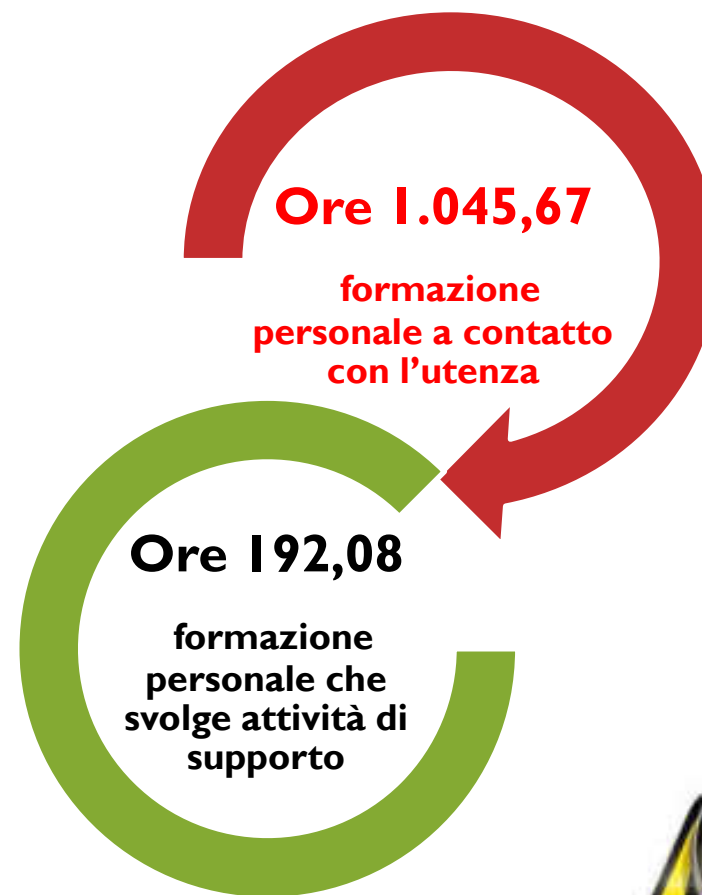 Ore 1.045,67
formazione
personale a contatto
con l’utenza
Ore 192,08
formazione
personale che
svolge attività di
supporto